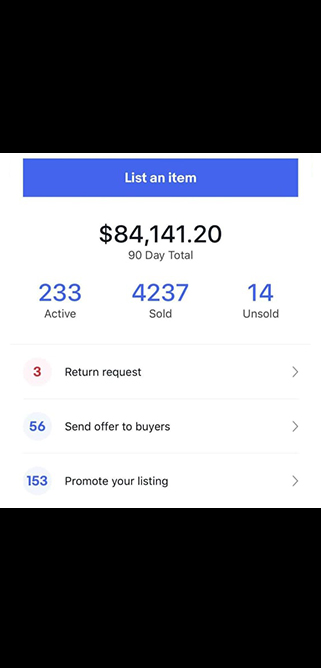 List an item
$84,141.20
90 Day Total
233 4237 14
Active Sold Unsold
3 Return request
56 Send offer to buyers
153 Promote your listing